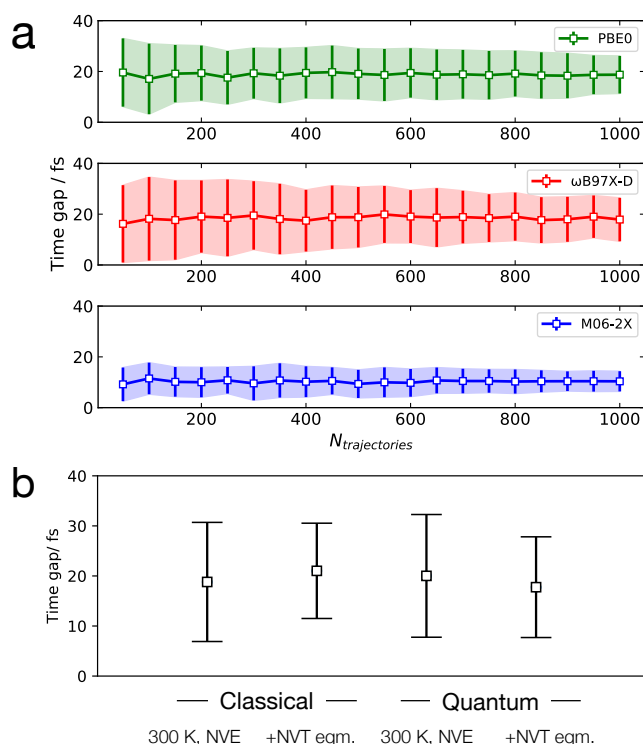 a
40
20
0
PBE0
200
400
600
800
1000
Time gap / fs
40
20
0
ωB97X-D
200
400
600
800
1000
40
20
0
M06-2X
200
400
600
800
1000
N_trajectories
b
Time gap/ fs
40
30
20
10
0
Classical
Quantum
300 K, NVE +NVT eqm. 300 K, NVE +NVT eqm.